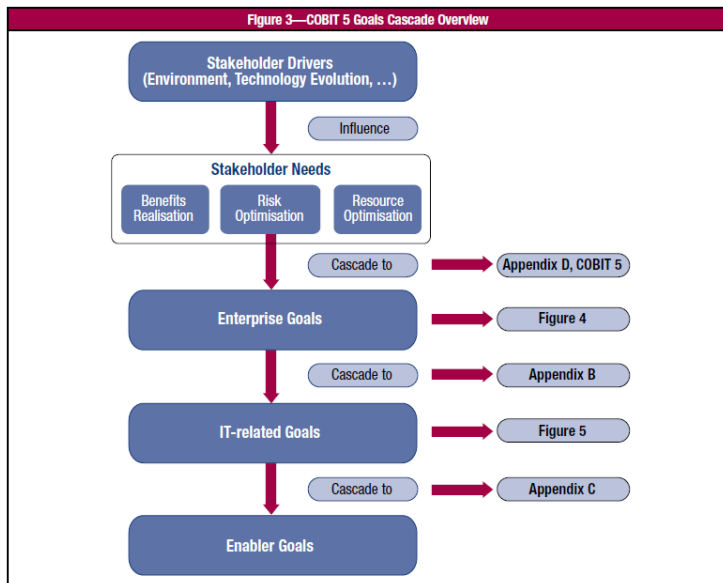 Figure 3—COBIT 5 Goals Cascade Overview
Stakeholder Drivers
(Environment, Technology Evolution, …)
Influence
Stakeholder Needs
Benefits
Realisation
Risk
Optimisation
Resource
Optimisation
Cascade to
Appendix D, COBIT 5
Enterprise Goals
Figure 4
Cascade to
Appendix B
IT-related Goals
Figure 5
Cascade to
Appendix C
Enabler Goals